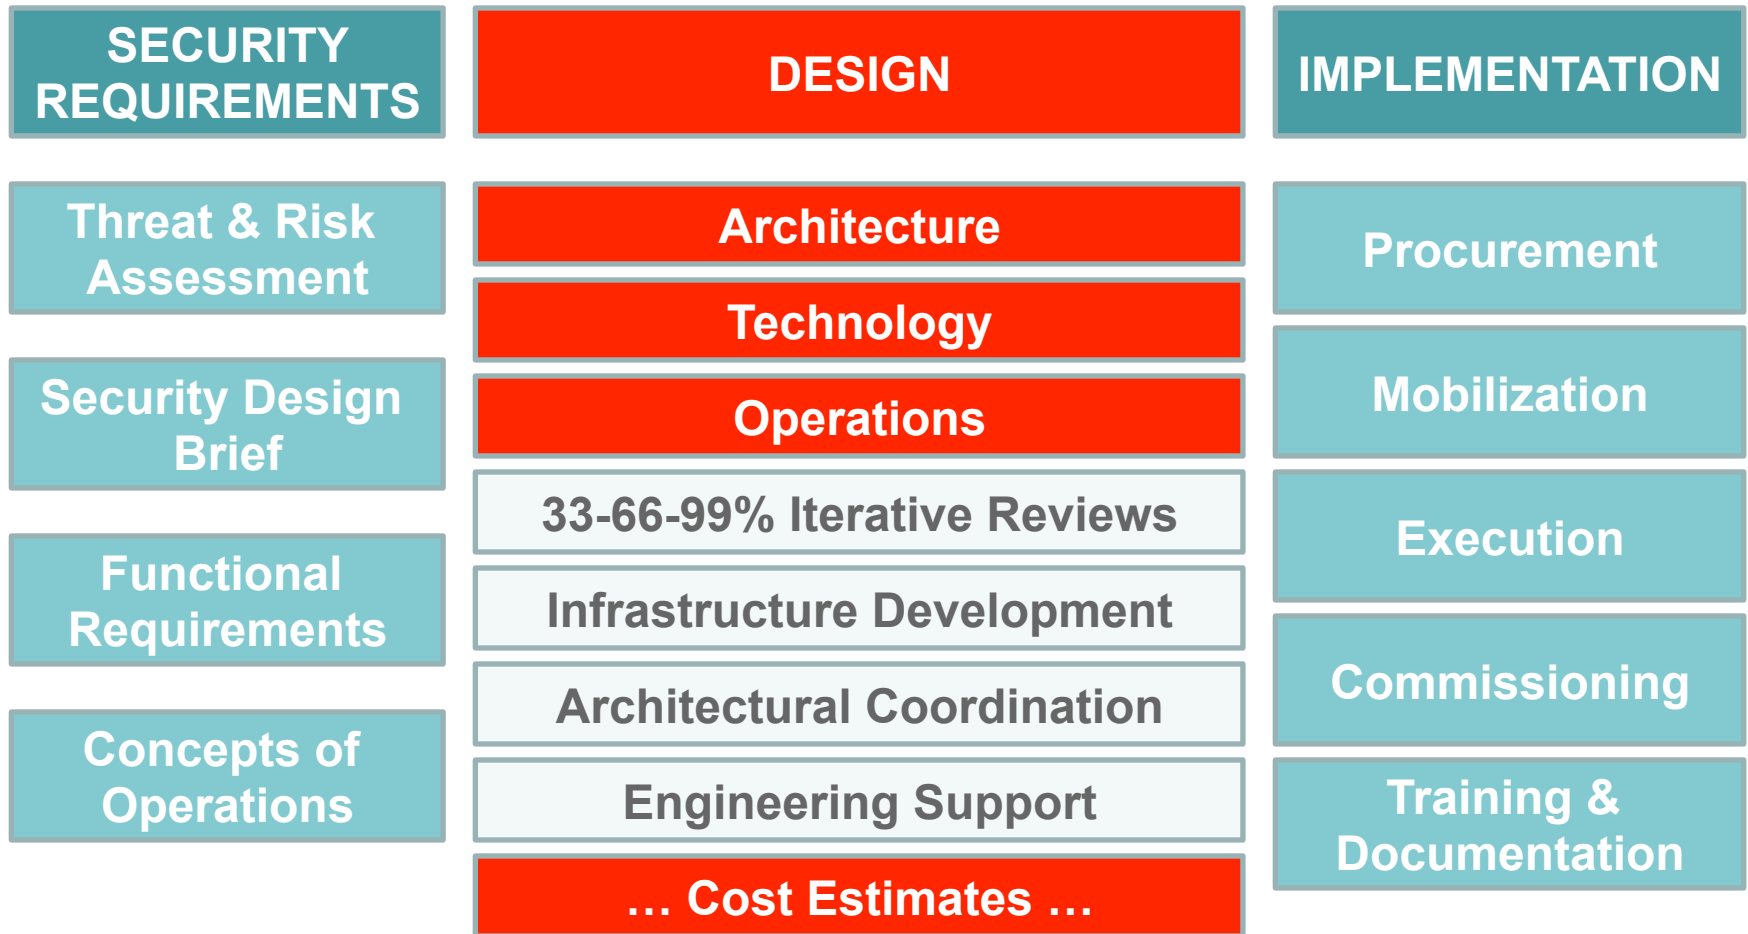 SECURITY
REQUIREMENTS
Threat & Risk
Assessment
Security Design
Brief
Functional
Requirements
Concepts of
Operations
DESIGN
Architecture
Technology
Operations
33-66-99% Iterative Reviews
Infrastructure Development
Architectural Coordination
Engineering Support
… Cost Estimates …
IMPLEMENTATION
Procurement
Mobilization
Execution
Commissioning
Training &
Documentation